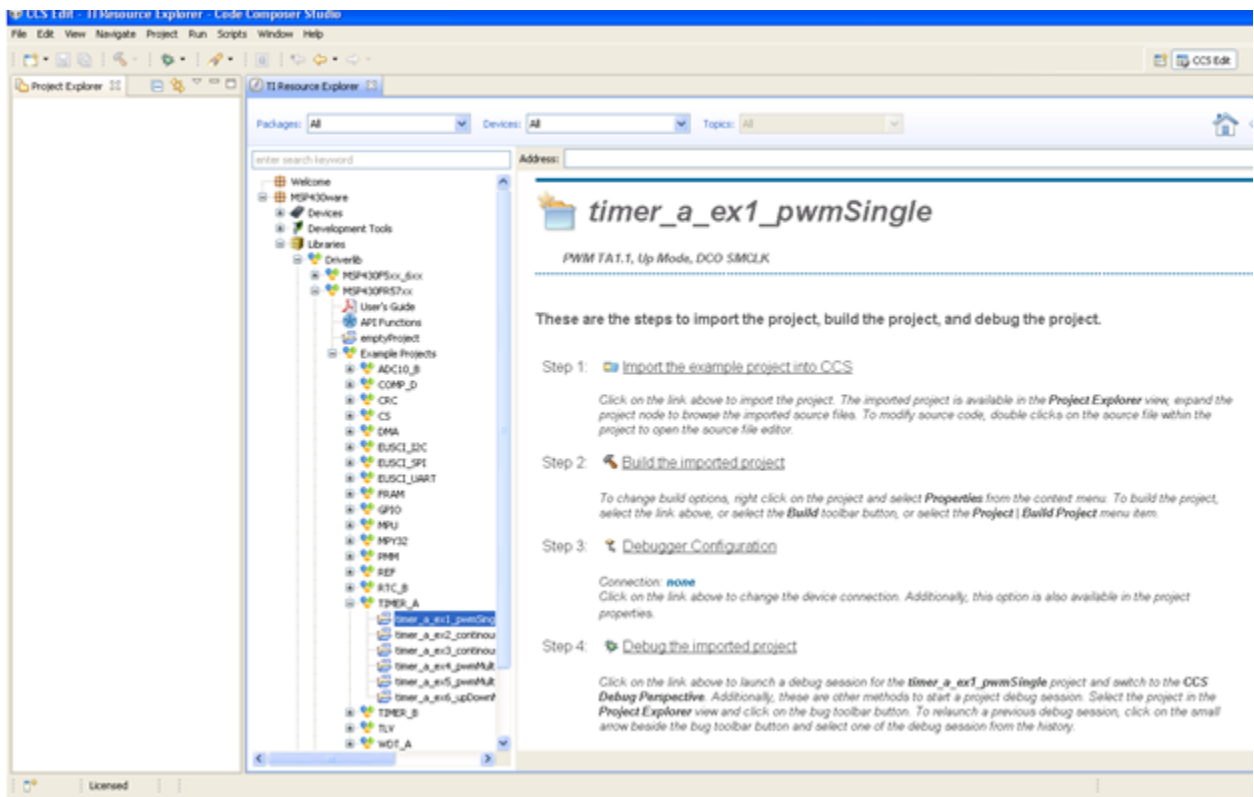 CCS Edit - TI Resource Explorer - Code Composer Studio
File Edit View Navigate Project Run Scripts Window Help
CCS Edit
Project Explorer
TI Resource Explorer
Packages: All Devices: All Topics: All
enter search keyword
Address:
Welcome
MSP430ware
Devices
Development Tools
Libraries
Driverlib
MSP430F5xx_6xx
MSP430FR57xx
User's Guide
API Functions
emptyProject
Example Projects
ADC10_B
COMP_D
CRC
CS
DMA
EUSCI_I2C
EUSCI_SPI
EUSCI_UART
FRAM
GPIO
MPU
MPY32
PMM
REF
RTC_B
TIMER_A
timer_a_ex1_pwmSing
timer_a_ex2_continou
timer_a_ex3_continou
timer_a_ex4_pwmMult
timer_a_ex5_pwmMult
timer_a_ex6_upDown
TIMER_B
TLV
WDT_A
timer_a_ex1_pwmSingle
PWM TA1.1, Up Mode, DCO SMCLK
These are the steps to import the project, build the project, and debug the project.
Step 1: Import the example project into CCS
Click on the link above to import the project. The imported project is available in the Project Explorer view, expand the
project node to browse the imported source files. To modify source code, double clicks on the source file within the
project to open the source file editor.
Step 2: Build the imported project
To change build options, right click on the project and select Properties from the context menu. To build the project,
select the link above, or select the Build toolbar button, or select the Project | Build Project menu item.
Step 3: Debugger Configuration
Connection: none
Click on the link above to change the device connection. Additionally, this option is also available in the project
properties.
Step 4: Debug the imported project
Click on the link above to launch a debug session for the timer_a_ex1_pwmSingle project and switch to the CCS
Debug Perspective. Additionally, these are other methods to start a project debug session. Select the project in the
Project Explorer view and click on the bug toolbar button. To relaunch a previous debug session, click on the small
arrow beside the bug toolbar button and select one of the debug session from the history.
Licensed